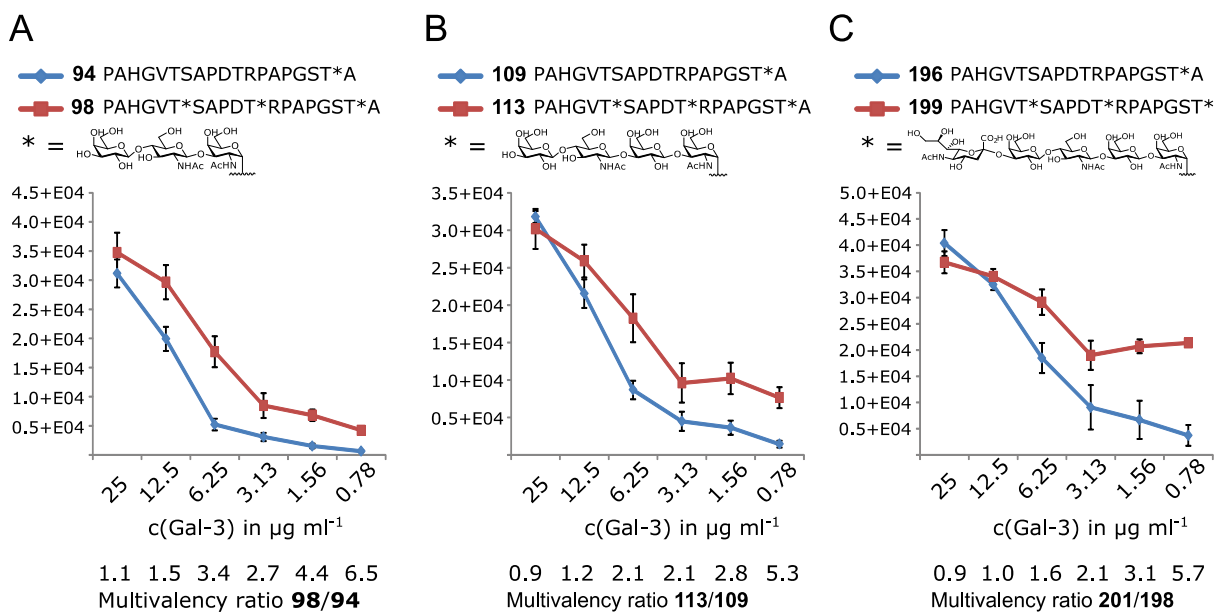 A
94 PAHGVTSAPDTRPAPGST*A
98 PAHGVT*SAPDT*RPAPGST*A
* =
4.5+E04
4.0+E04
3.5+E04
3.0+E04
2.5+E04
2.0+E04
1.5+E04
1.0+E04
0.5+E04
25 12.5 6.25 3.13 1.56 0.78
c(Gal-3) in µg ml⁻¹
1.1 1.5 3.4 2.7 4.4 6.5
Multivalency ratio 98/94
B
109 PAHGVTSAPDTRPAPGST*A
113 PAHGVT*SAPDT*RPAPGST*A
* =
3.5+E04
3.0+E04
2.5+E04
2.0+E04
1.5+E04
1.0+E04
0.5+E04
25 12.5 6.25 3.13 1.56 0.78
c(Gal-3) in µg ml⁻¹
0.9 1.2 2.1 2.1 2.8 5.3
Multivalency ratio 113/109
C
196 PAHGVTSAPDTRPAPGST*A
199 PAHGVT*SAPDT*RPAPGST*
* =
5.0+E04
4.5+E04
4.0+E04
3.5+E04
3.0+E04
2.5+E04
2.0+E04
1.5+E04
1.0+E04
0.5+E04
25 12.5 6.25 3.13 1.56 0.78
c(Gal-3) in µg ml⁻¹
0.9 1.0 1.6 2.1 3.1 5.7
Multivalency ratio 201/198